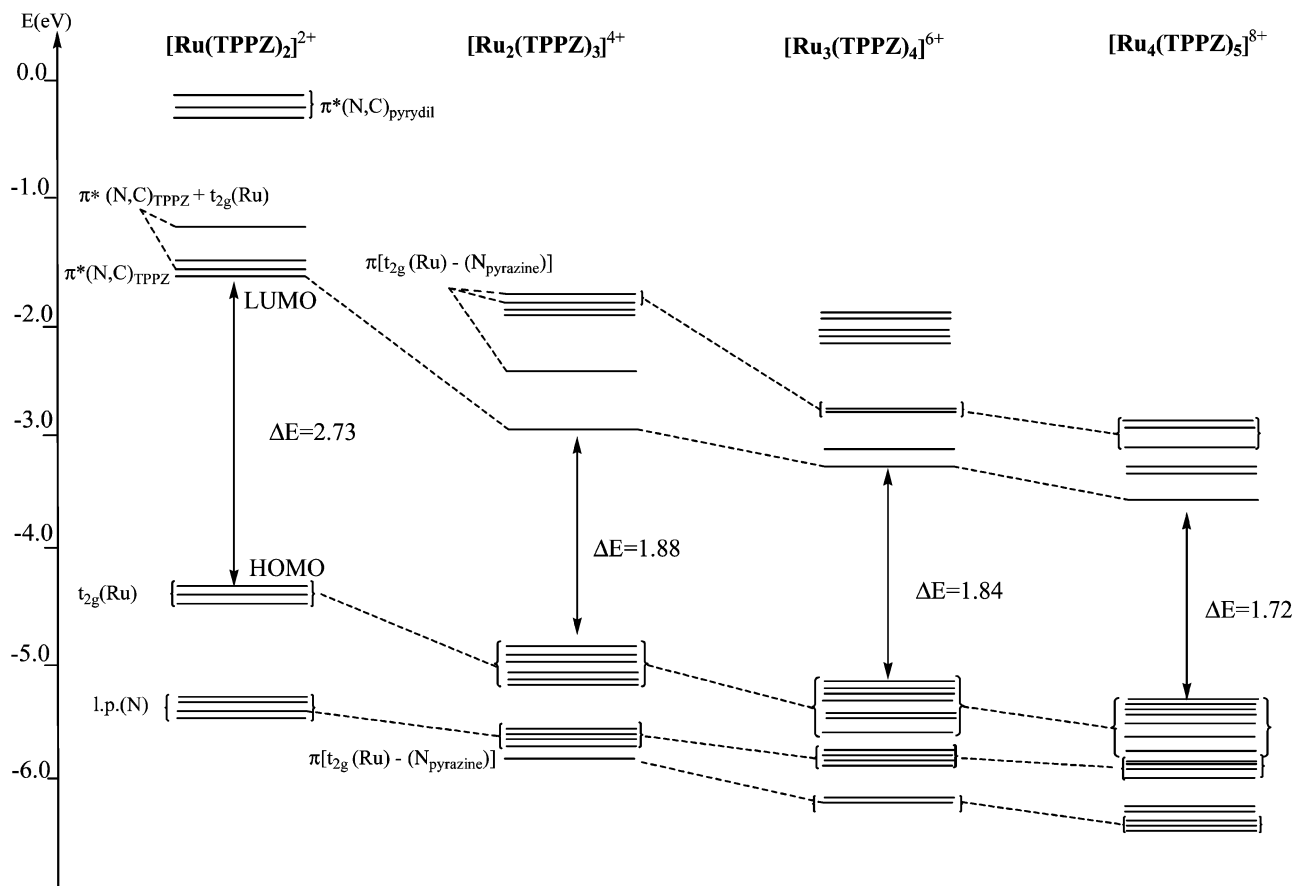 E(eV)
[Ru(TPPZ)2]2+
[Ru2(TPPZ)3]4+
[Ru3(TPPZ)4]6+
[Ru4(TPPZ)5]8+
0.0
π*(N,C)pyrydil
-1.0
π* (N,C)TPPZ + t2g(Ru)
π[t2g (Ru) - (Npyrazine)]
π*(N,C)TPPZ
LUMO
-2.0
-3.0
ΔE=2.73
-4.0
ΔE=1.88
HOMO
t2g(Ru)
ΔE=1.84
ΔE=1.72
-5.0
l.p.(N)
π[t2g (Ru) - (Npyrazine)]
-6.0